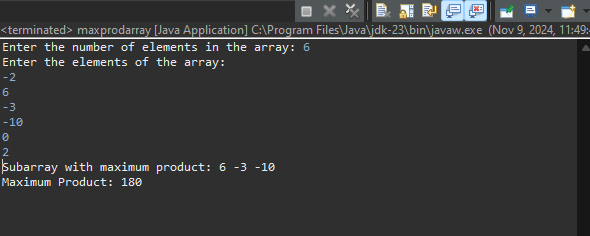 <terminated> maxprodarray [Java Application] C:\Program Files\Java\jdk-23\bin\javaw.exe (Nov 9, 2024, 11:49:
Enter the number of elements in the array: 6
Enter the elements of the array:
-2
6
-3
-10
0
2
Subarray with maximum product: 6 -3 -10
Maximum Product: 180